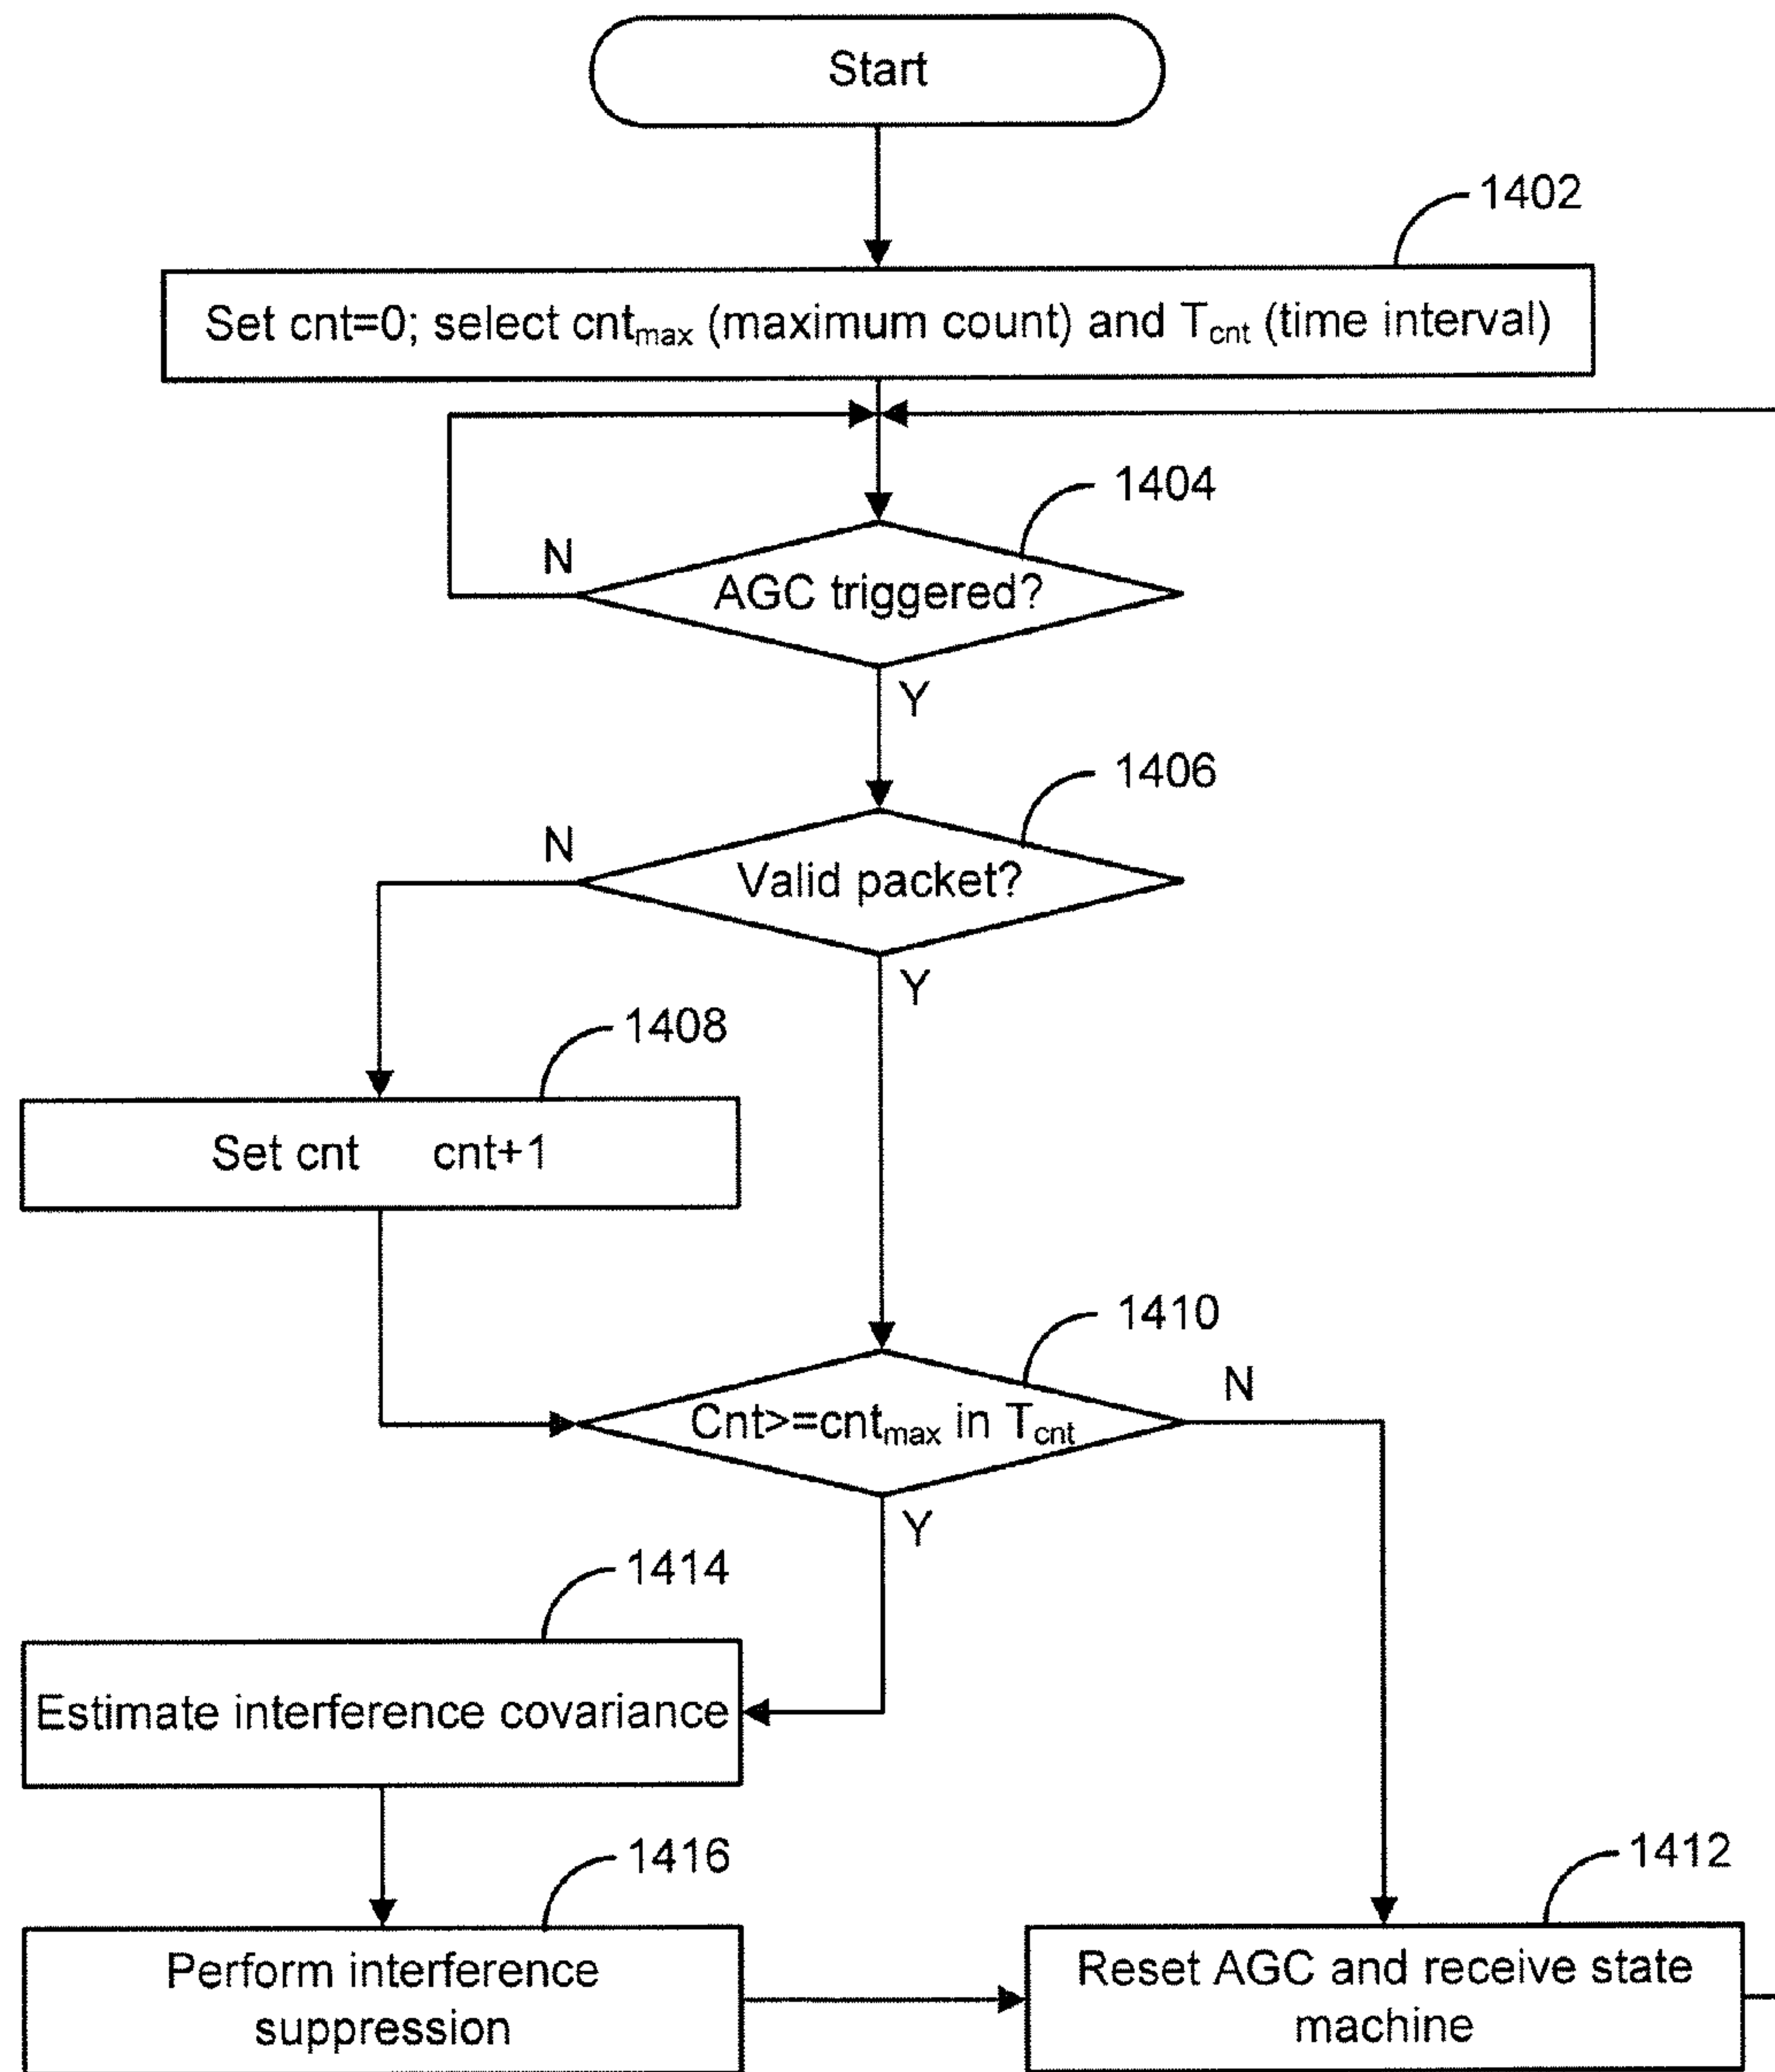 Start
1402
Set cnt=0; select cntmax (maximum count) and Tcnt (time interval)
1404
N
AGC triggered?
Y
1406
N
Valid packet?
Y
1408
Set cnt cnt+1
1410
N
Cnt>=cntmax in Tcnt
Y
1414
Estimate interference covariance
1416
1412
Perform interference
suppression
Reset AGC and receive state
machine